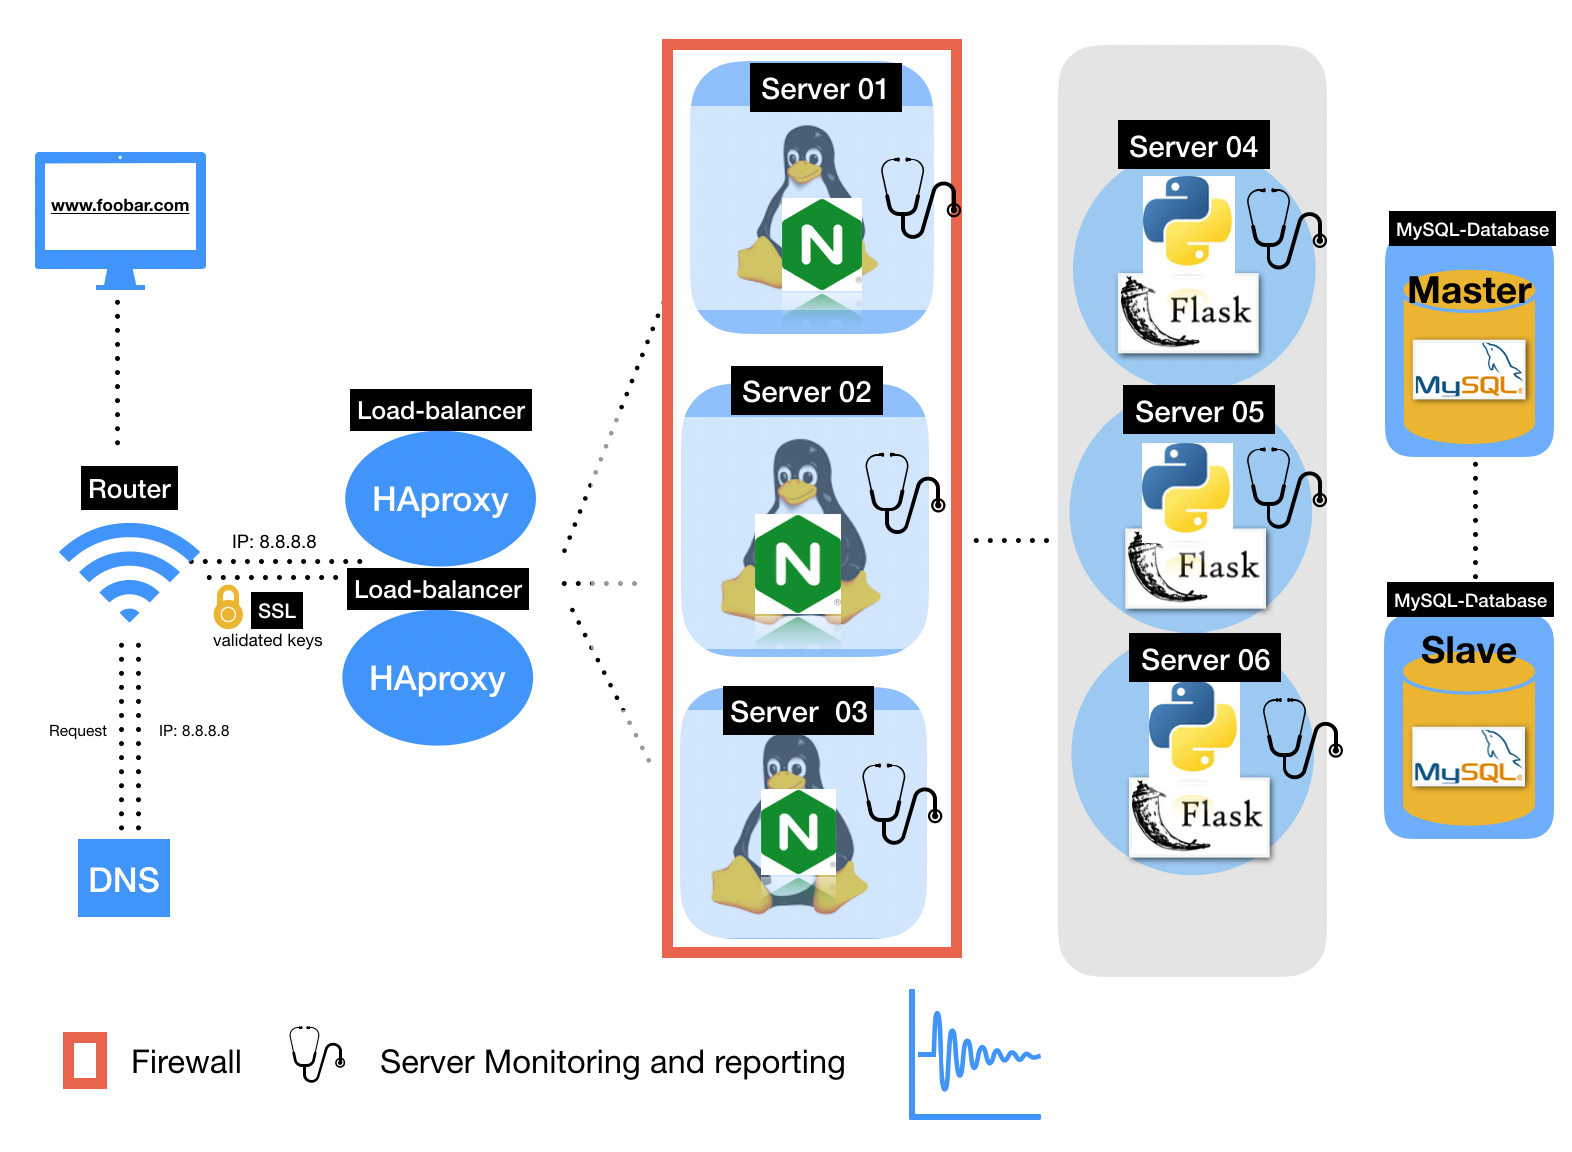 www.foobar.com
Router
IP: 8.8.8.8
SSL
validated keys
Request
IP: 8.8.8.8
DNS
Load-balancer
HAproxy
Load-balancer
HAproxy
Server 01
N
®
Server 02
N
®
Server  03
N
Server 04
Flask
Server 05
Flask
Server 06
Flask
MySQL-Database
Master
MySQL®
MySQL-Database
Slave
MySQL®
Firewall
Server Monitoring and reporting